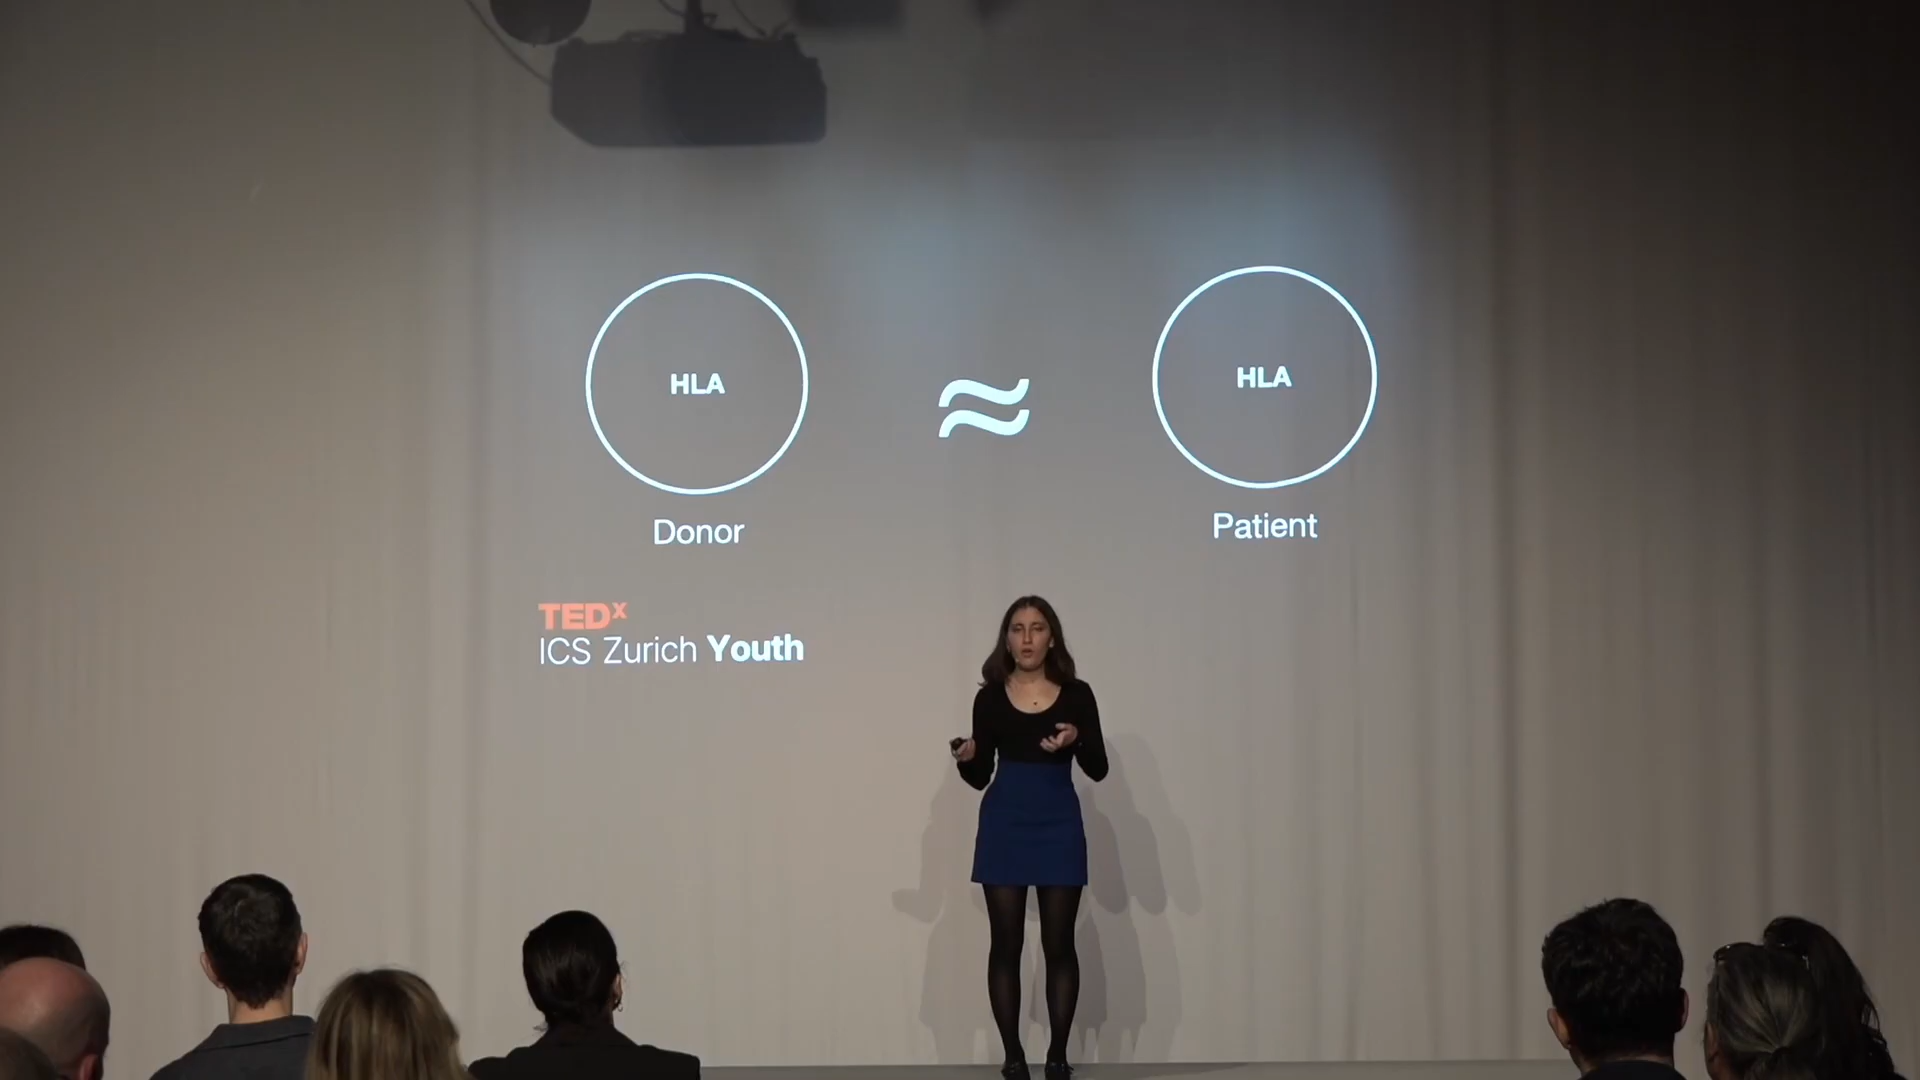 HLA
≈
HLA
Donor
Patient
TEDx
ICS Zurich Youth